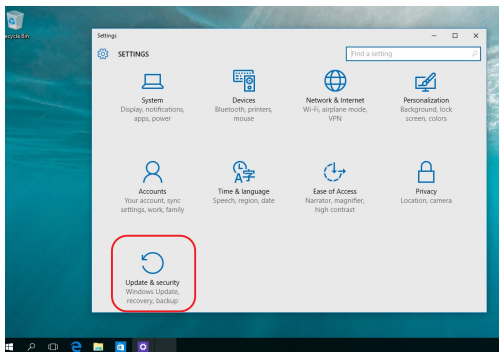 ecycle Bin
Settings
SETTINGS
Find a setting
System
Display, notifications,
apps, power
Devices
Bluetooth, printers,
mouse
Network & Internet
Wi-Fi, airplane mode,
VPN
Personalization
Background, lock
screen, colors
Accounts
Your account, sync
settings, work, family
Time & language
Speech, region, date
Ease of Access
Narrator, magnifier,
high contrast
Privacy
Location, camera
Update & security
Windows Update,
recovery, backup